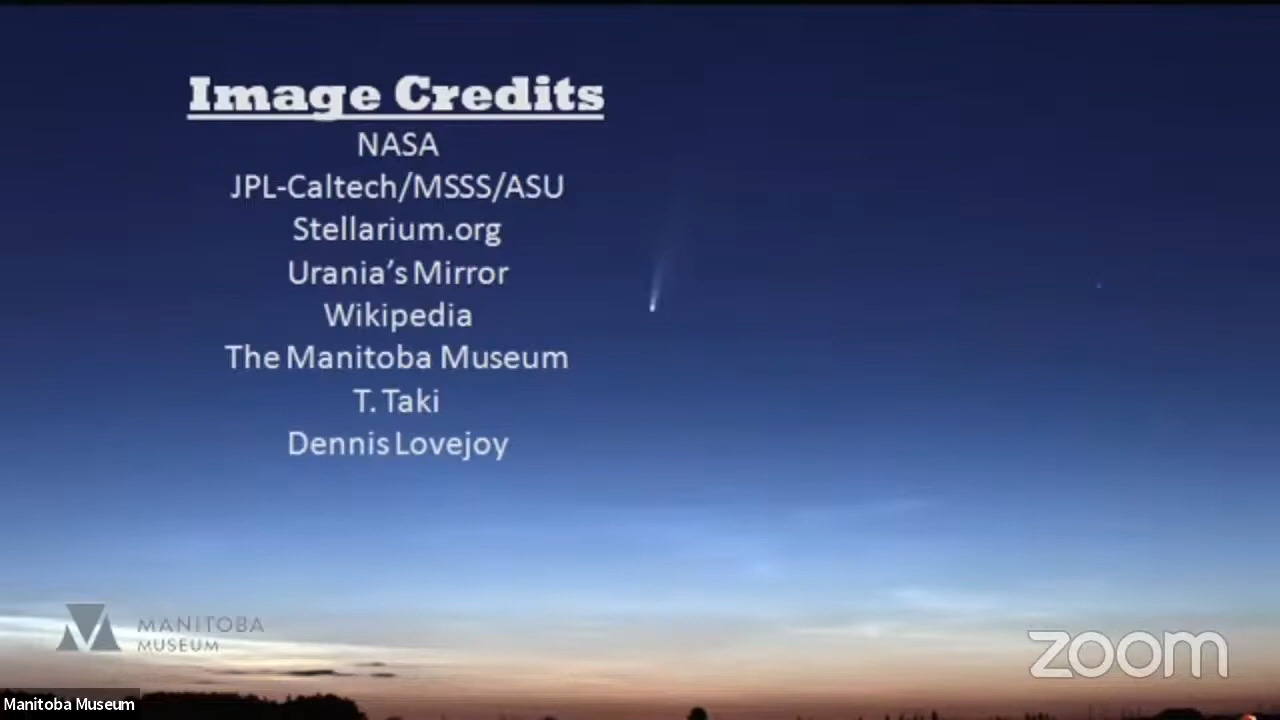 Image Credits
NASA
JPL-Caltech/MSSS/ASU
Stellarium.org
Urania's Mirror
Wikipedia
The Manitoba Museum
T. Taki
Dennis Lovejoy
MANITOBA
MUSEUM
zoom
Manitoba Museum